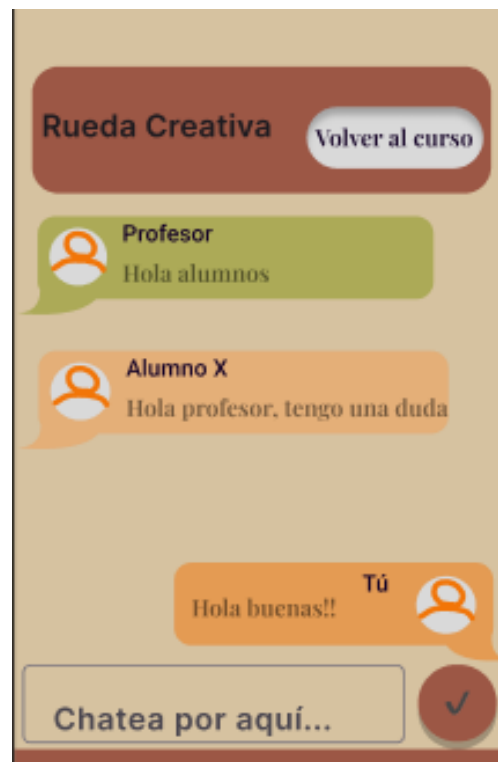 Rueda Creativa
Volver al curso
Profesor
Hola alumnos
Alumno X
Hola profesor, tengo una duda
Tú
Hola buenas!!
Chatea por aquí...